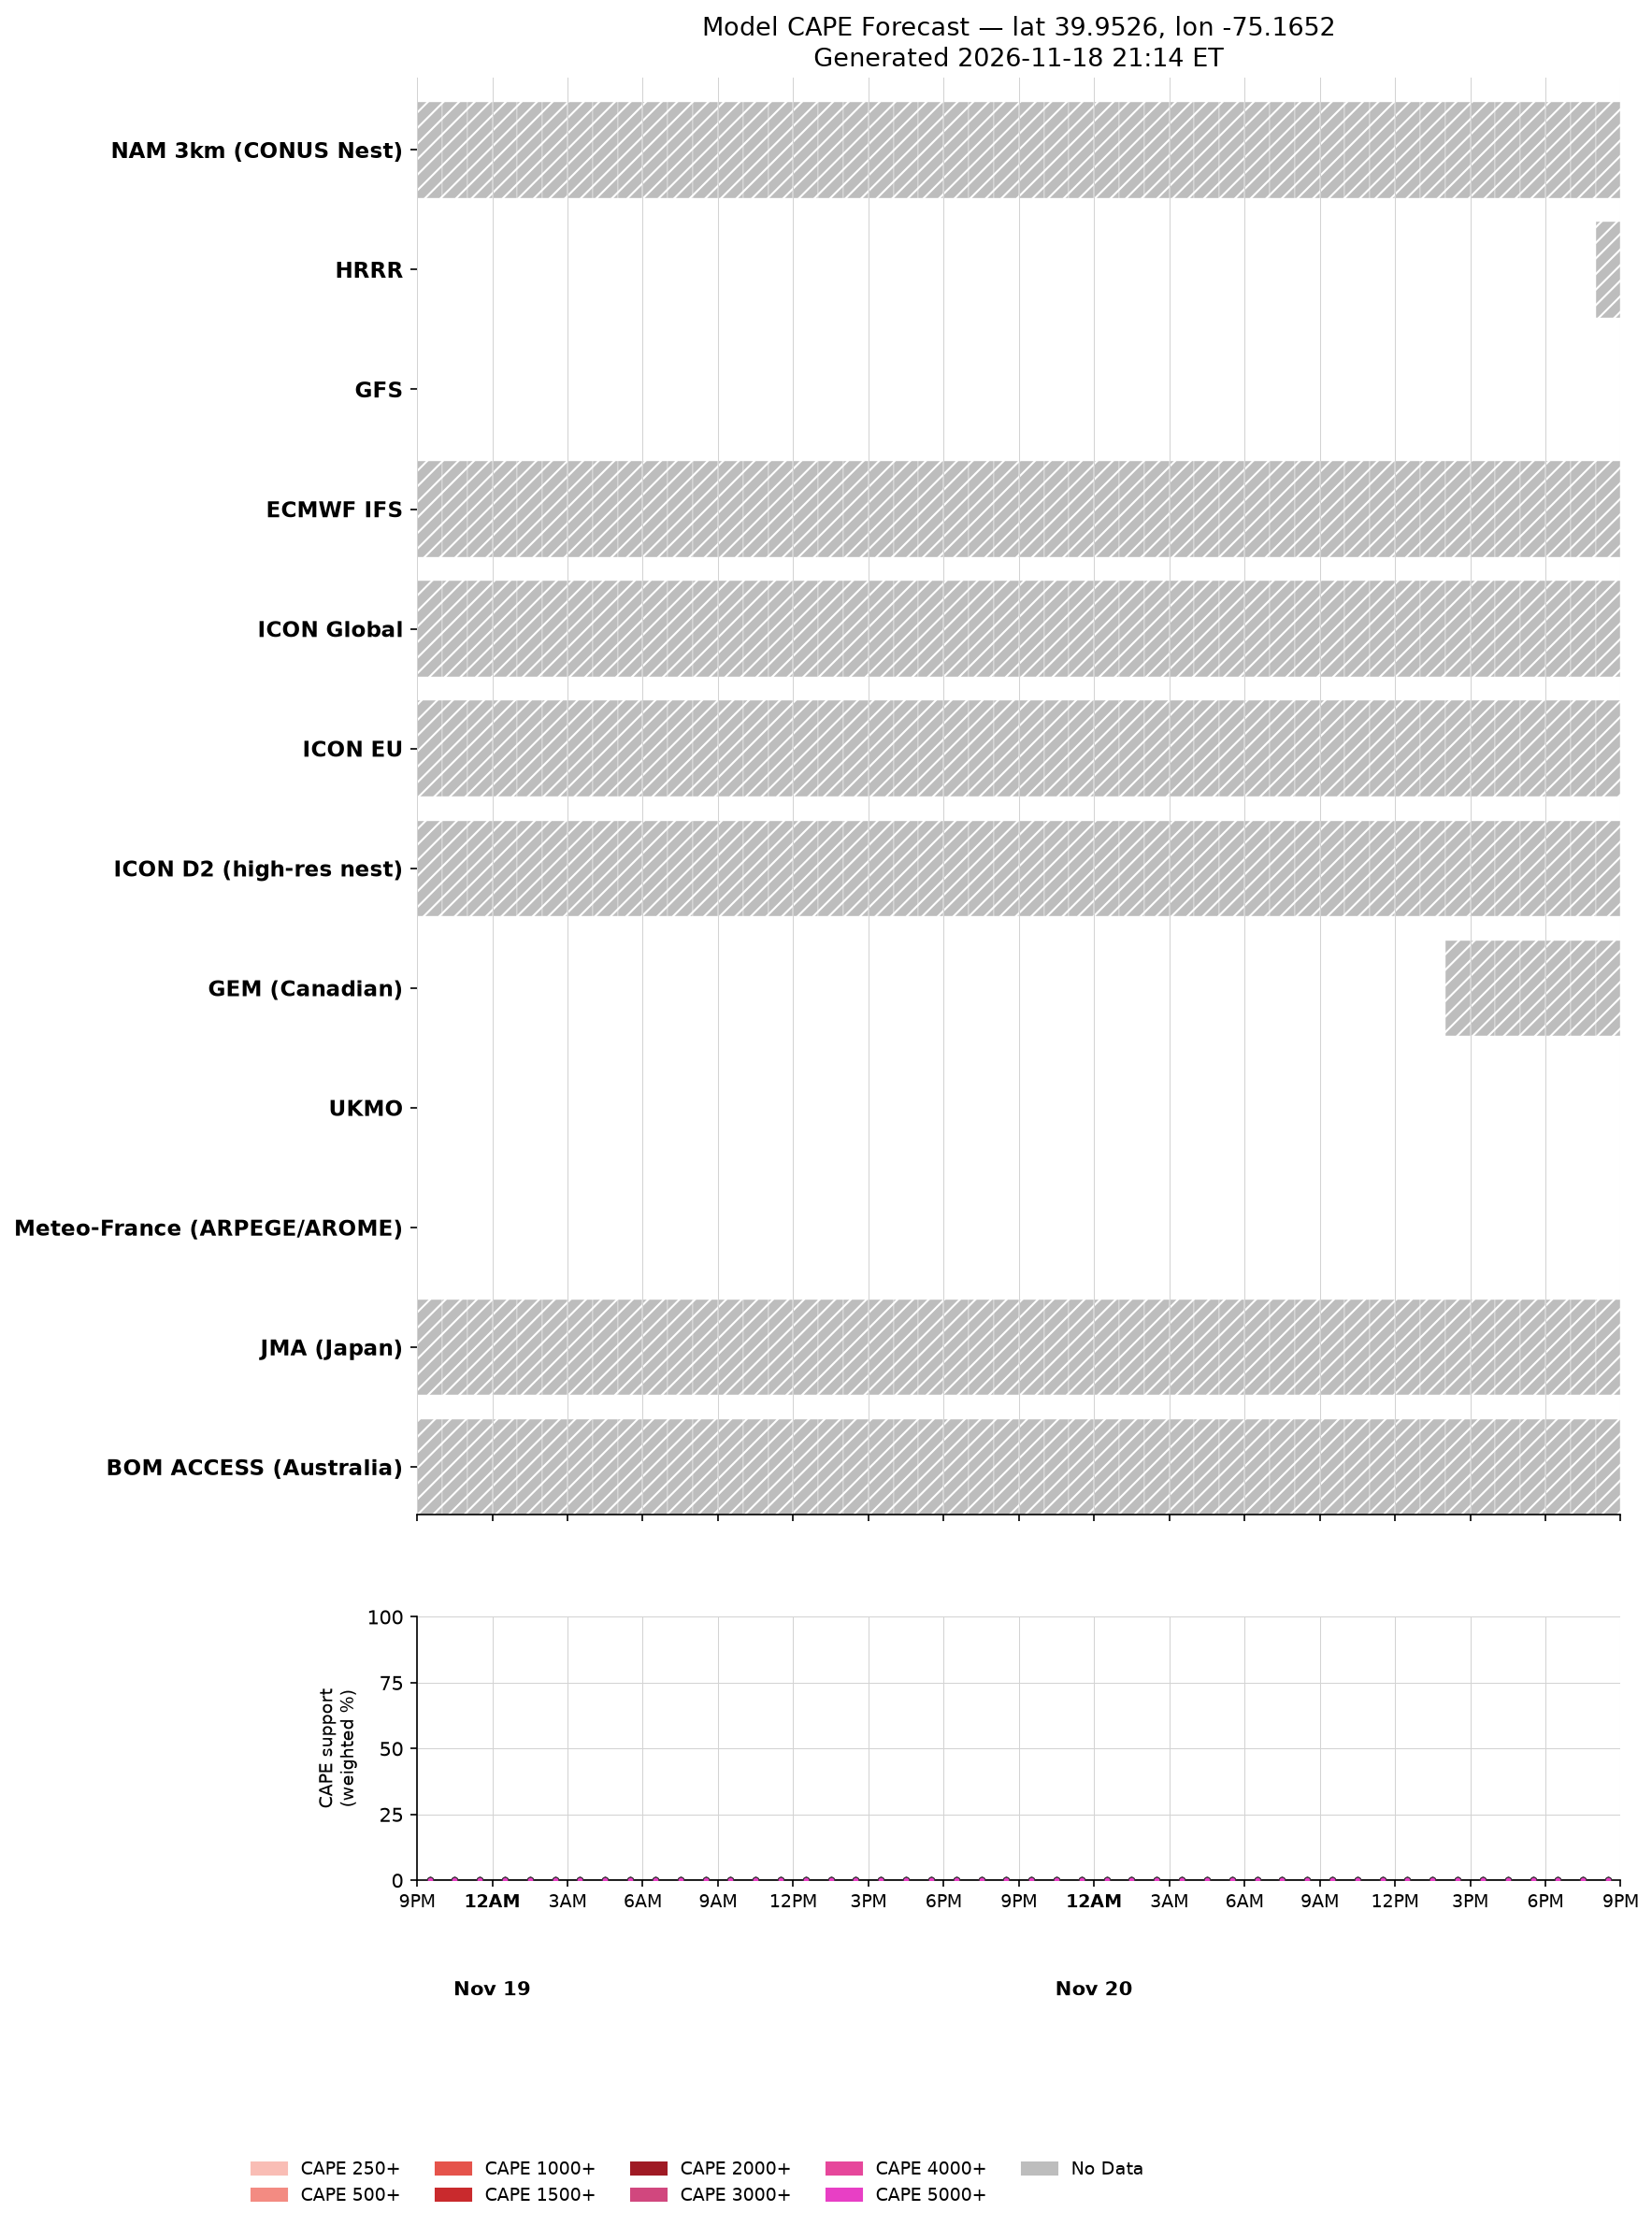 Model CAPE Forecast — lat 39.9526, lon -75.1652
Generated 2026-11-18 21:14 ET
NAM 3km (CONUS Nest)
HRRR
GFS
ECMWF IFS
ICON Global
ICON EU
ICON D2 (high-res nest)
GEM (Canadian)
UKMO
Meteo-France (ARPEGE/AROME)
JMA (Japan)
BOM ACCESS (Australia)
CAPE support
(weighted %)
100
75
50
25
0
9PM 12AM 3AM 6AM 9AM 12PM 3PM 6PM 9PM 12AM 3AM 6AM 9AM 12PM 3PM 6PM 9PM
Nov 19 Nov 20
CAPE 250+ CAPE 1000+ CAPE 2000+ CAPE 4000+ No Data
CAPE 500+ CAPE 1500+ CAPE 3000+ CAPE 5000+